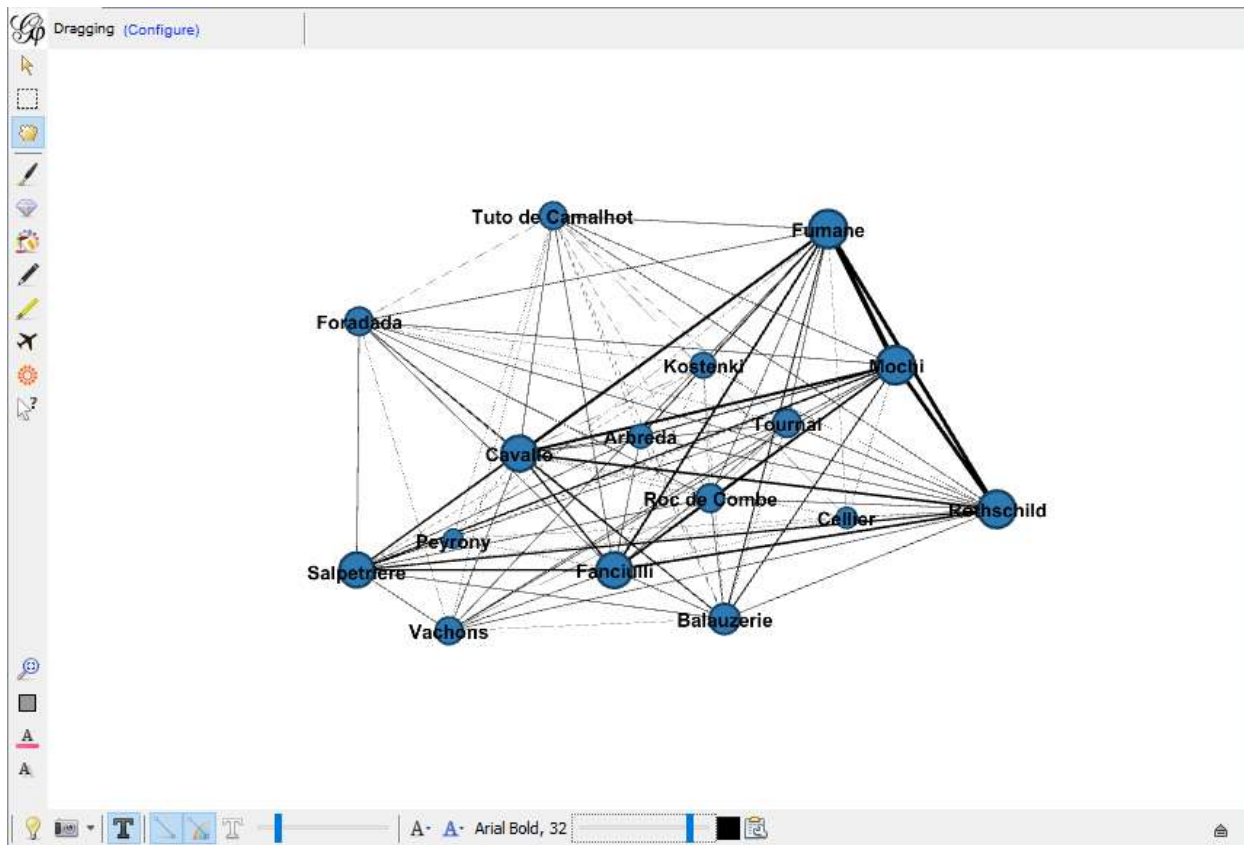 Dragging (Configure)
Tuto de Camalhot
Fumane
Foradada
Kostenki
Mochi
Arbreda
Tournal
Cavallo
Roc de Combe
Cellier
Rothschild
Peyrony
Salpetriere
Fanciulli
Vachons
Balauzerie
A
A
T T A- A- Arial Bold, 32